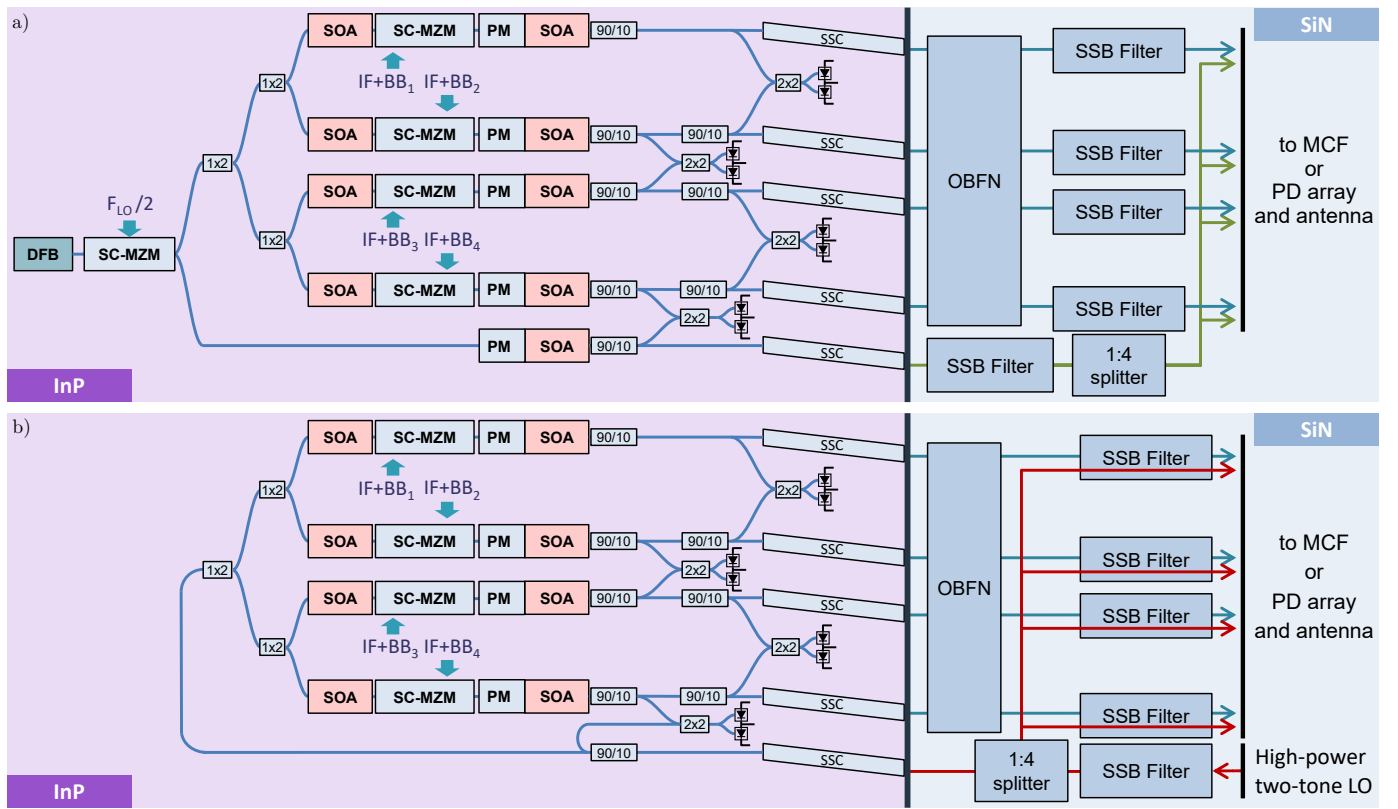 a)
SOA SC-MZM PM SOA 90/10 SSC
SiN
SSB Filter
1x2
IF+BB₁ IF+BB₂
2x2
SOA SC-MZM PM SOA 90/10 90/10 SSC
SSB Filter
to MCF
or
PD array
and antenna
1x2
2x2
OBFN
SOA SC-MZM PM SOA 90/10 90/10 SSC
SSB Filter
F_LO/2
1x2
IF+BB₃ IF+BB₄
2x2
DFB SC-MZM
SOA SC-MZM PM SOA 90/10 90/10 SSC
SSB Filter
2x2
PM SOA 90/10 SSC
SSB Filter
1:4
splitter
InP
b)
SOA SC-MZM PM SOA 90/10 SSC
SiN
SSB Filter
1x2
IF+BB₁ IF+BB₂
2x2
SOA SC-MZM PM SOA 90/10 90/10 SSC
SSB Filter
to MCF
or
PD array
and antenna
1x2
2x2
OBFN
SOA SC-MZM PM SOA 90/10 90/10 SSC
SSB Filter
1x2
IF+BB₃ IF+BB₄
2x2
SOA SC-MZM PM SOA 90/10 90/10 SSC
SSB Filter
2x2
90/10 SSC
1:4
splitter
SSB Filter
High-power
two-tone LO
InP